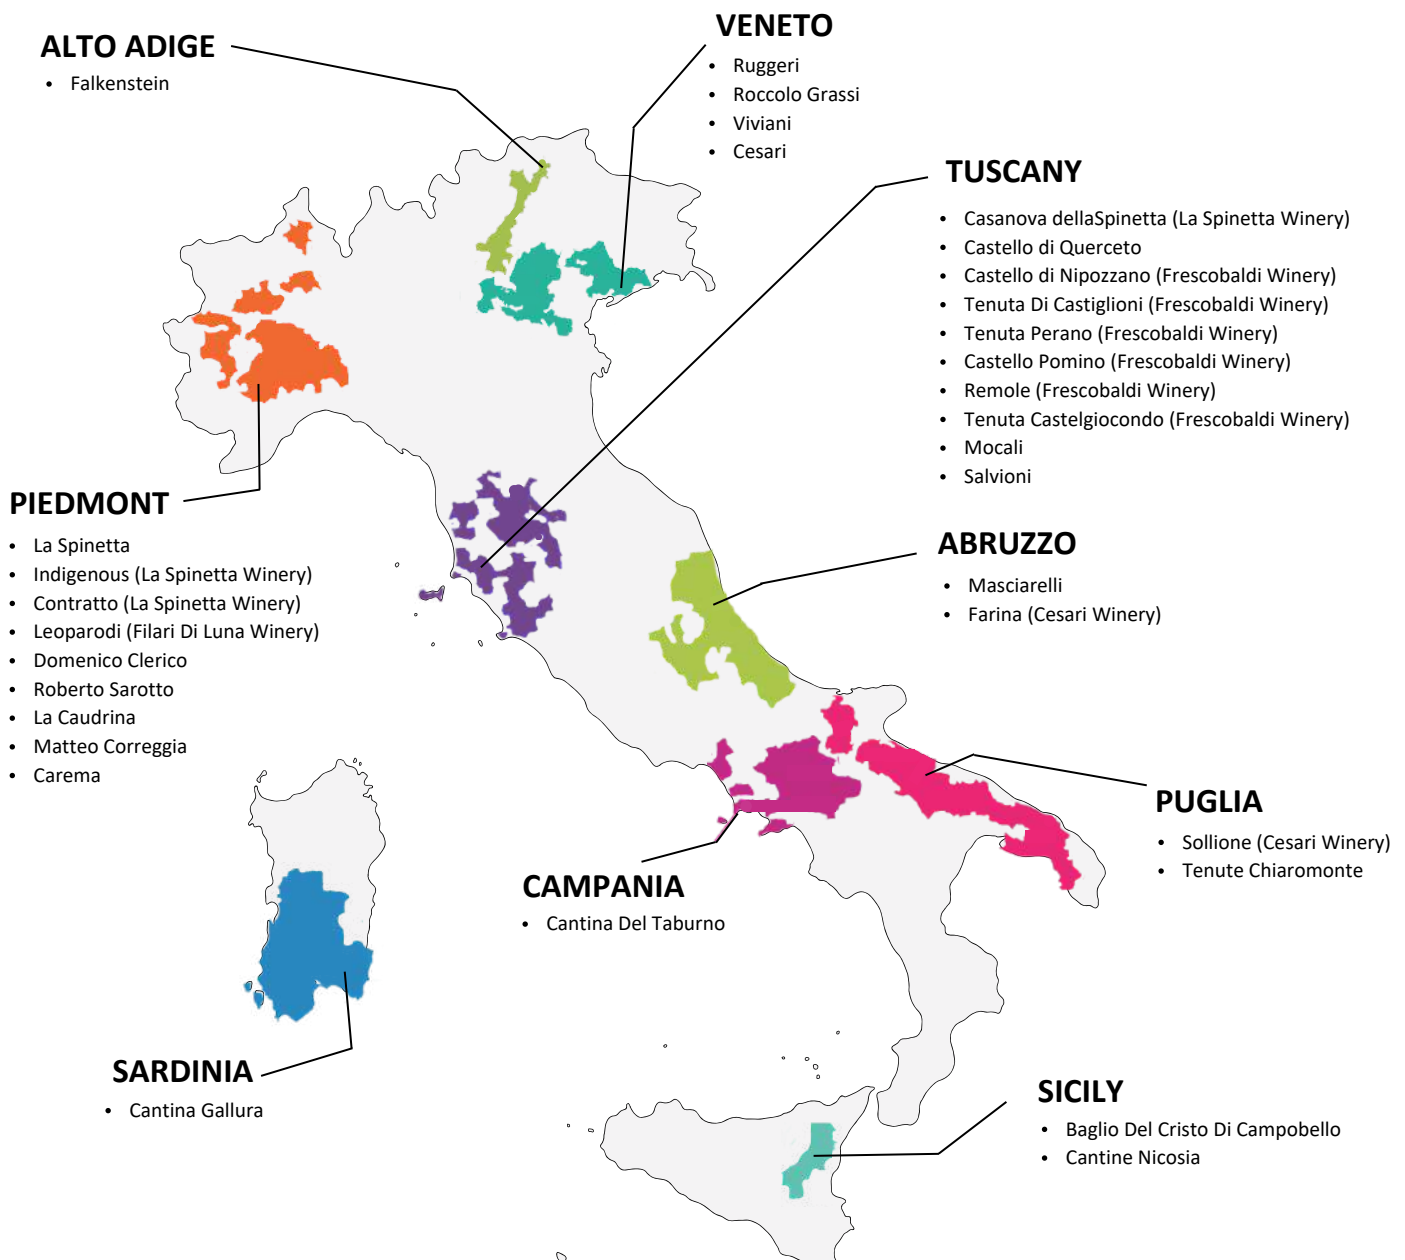 ALTO ADIGE
• Falkenstein
VENETO
• Ruggeri
• Roccolo Grassi
• Viviani
• Cesari
TUSCANY
• Casanova dellaSpinetta (La Spinetta Winery)
• Castello di Querceto
• Castello di Nipozzano (Frescobaldi Winery)
• Tenuta Di Castiglioni (Frescobaldi Winery)
• Tenuta Perano (Frescobaldi Winery)
• Castello Pomino (Frescobaldi Winery)
• Remole (Frescobaldi Winery)
• Tenuta Castelgiocondo (Frescobaldi Winery)
• Mocali
• Salvioni
PIEDMONT
• La Spinetta
• Indigenous (La Spinetta Winery)
• Contratto (La Spinetta Winery)
• Leoparodi (Filari Di Luna Winery)
• Domenico Clerico
• Roberto Sarotto
• La Caudrina
• Matteo Correggia
• Carema
ABRUZZO
• Masciarelli
• Farina (Cesari Winery)
PUGLIA
• Sollione (Cesari Winery)
• Tenute Chiaromonte
CAMPANIA
• Cantina Del Taburno
SARDINIA
• Cantina Gallura
SICILY
• Baglio Del Cristo Di Campobello
• Cantine Nicosia